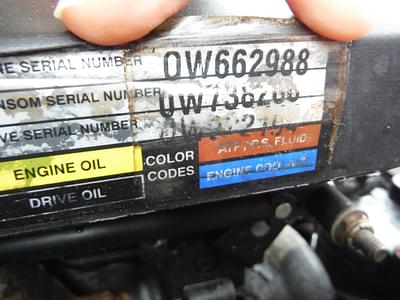 NE SERIAL NUMBER 0W662988
NSOM SERIAL NUMBER
VE SERIAL NUMBER
ENGINE OIL COLOR CODES
DRIVE OIL
ENGINE COOLANT